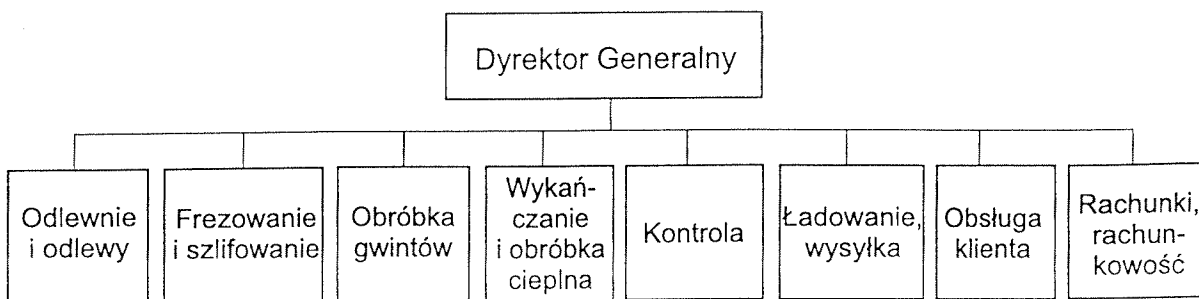 Dyrektor Generalny
Odlewnie
i odlewy
Frezowanie
i szlifowanie
Obróbka
gwintów
Wykań-
czanie
i obróbka
cieplna
Kontrola
Ładowanie,
wysyłka
Obsługa
klienta
Rachunki,
rachun-
kowość